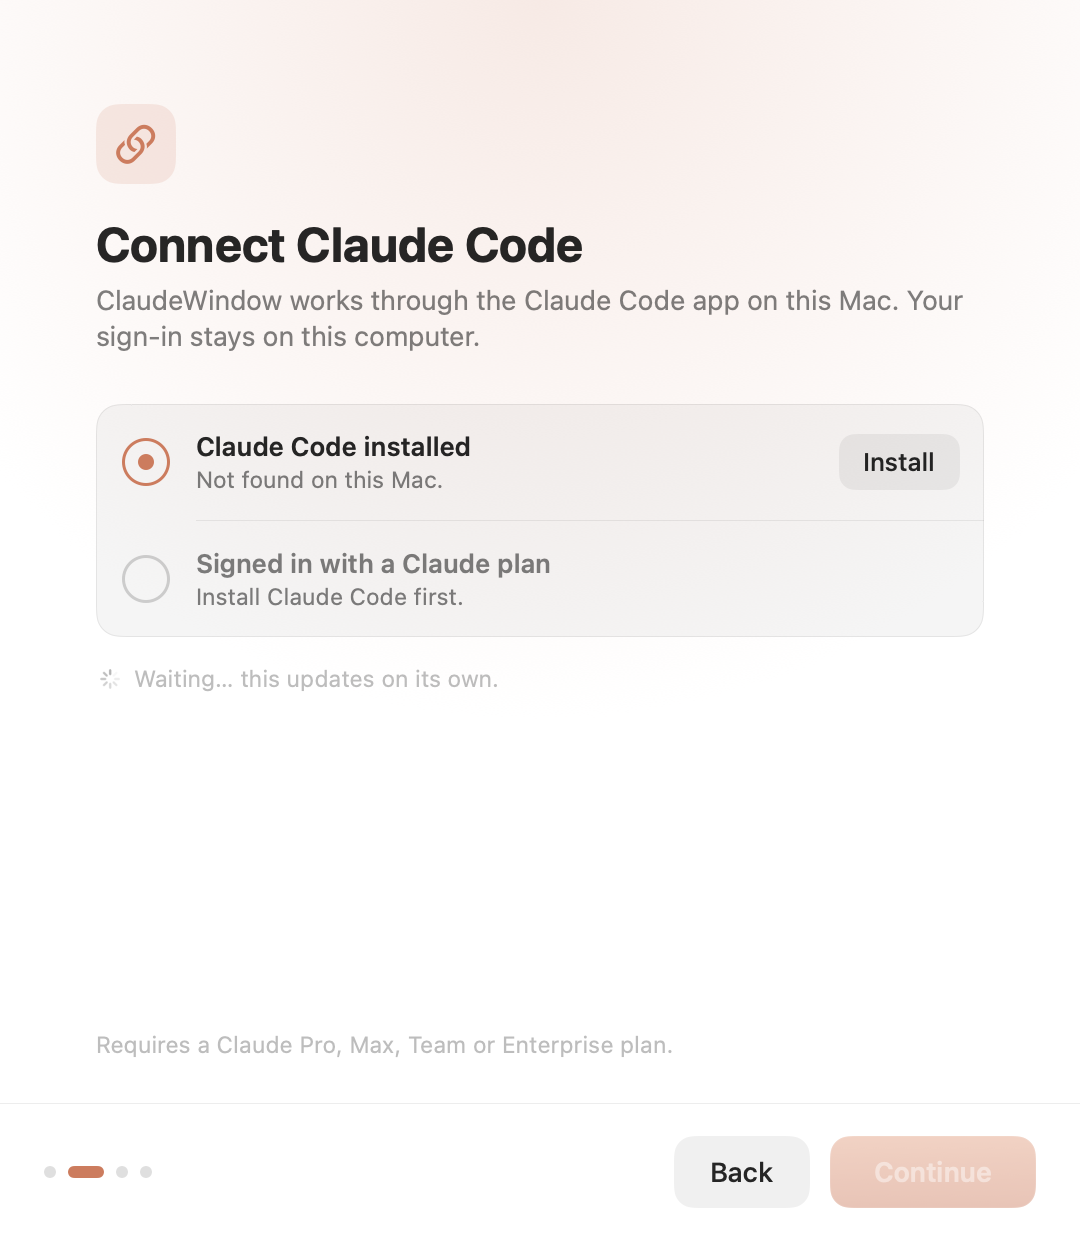 Connect Claude Code
ClaudeWindow works through the Claude Code app on this Mac. Your
sign-in stays on this computer.
Claude Code installed
Not found on this Mac.
Install
Signed in with a Claude plan
Install Claude Code first.
Waiting... this updates on its own.
Requires a Claude Pro, Max, Team or Enterprise plan.
Back
Continue